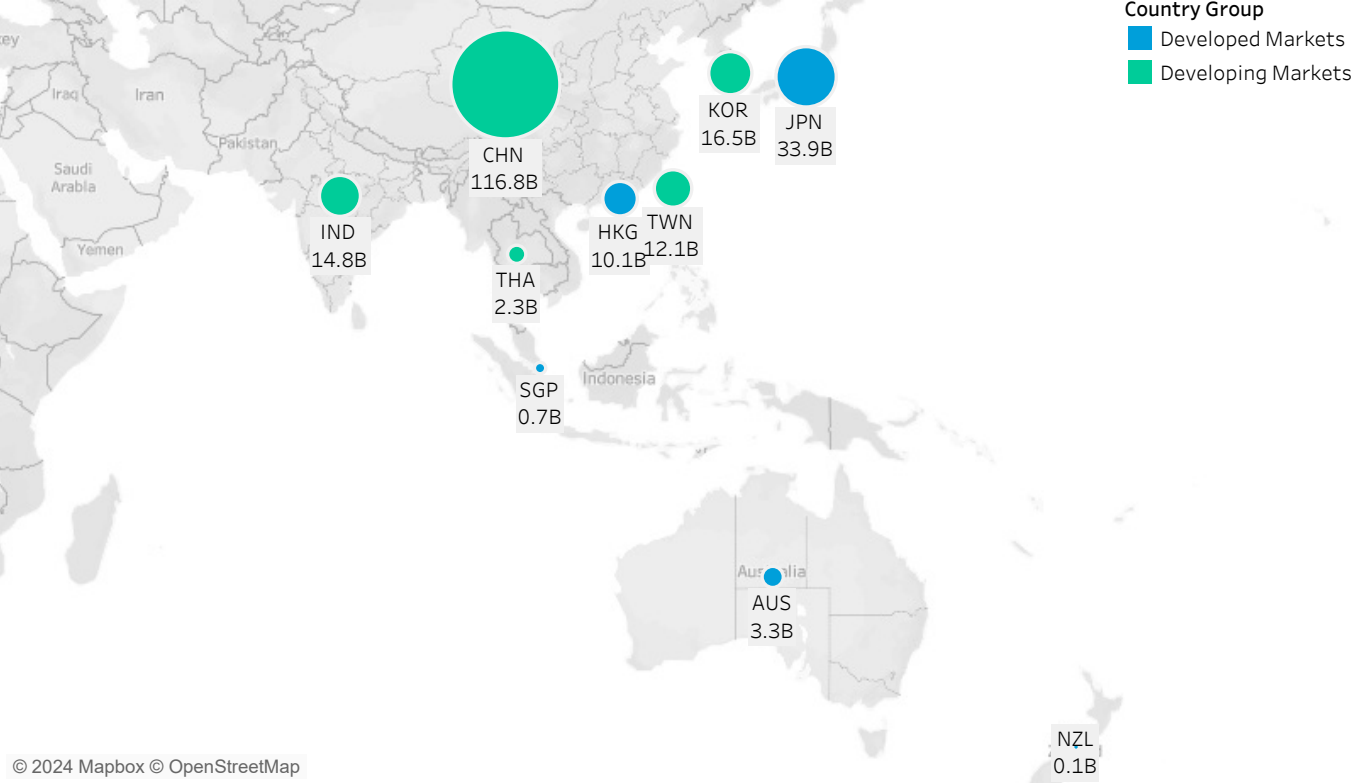 Country Group
Developed Markets
Developing Markets
Iraq
Iran
Pakistan
Saudi
Arabia
Yemen
CHN
116.8B
KOR
16.5B
JPN
33.9B
IND
14.8B
HKG
10.1B
TWN
12.1B
THA
2.3B
SGP
0.7B
Indonesia
Australia
AUS
3.3B
NZL
0.1B
© 2024 Mapbox © OpenStreetMap